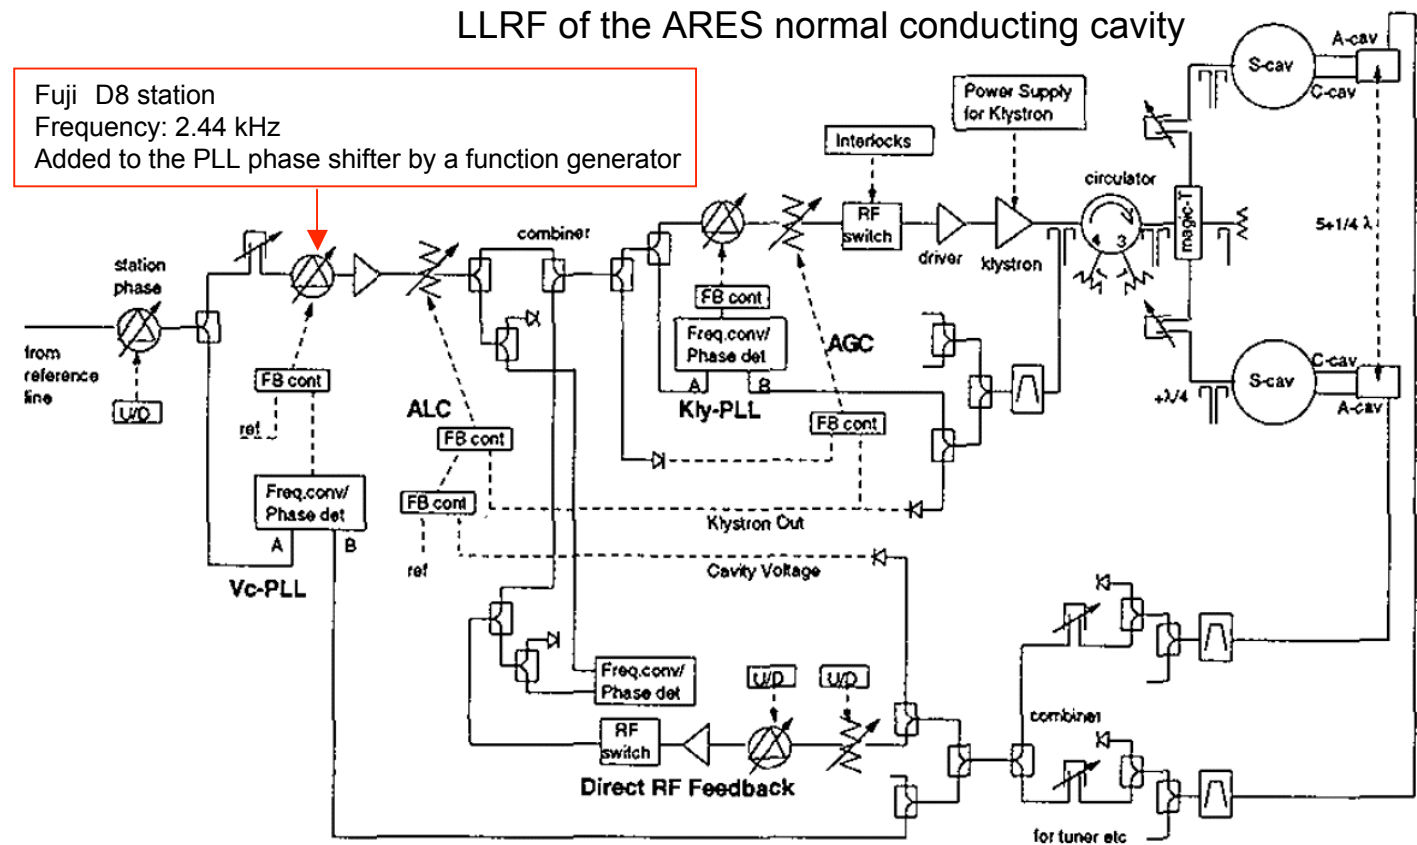 LLRF of the ARES normal conducting cavity
Fuji D8 station
Frequency: 2.44 kHz
Added to the PLL phase shifter by a function generator
A-cav
S-cav
C-cav
Power Supply
for Klystron
Interlocks
circulator
RF
switch
magic-T
5+1/4 λ
combiner
driver
klystron
4 3
station
phase
FB cont
Freq.conv/
Phase det
AGC
A B
Kly-PLL
from
reference
line
U/D
FB cont
ref
ALC
FB cont
FB cont
FB cont
C-cav
S-cav
+λ/4
A-cav
Freq.conv/
Phase det
A B
Vc-PLL
ref
Klystron Out
Cavity Voltage
Freq.conv/
Phase det
U/D
U/D
RF
switch
Direct RF Feedback
combiner
for tuner etc